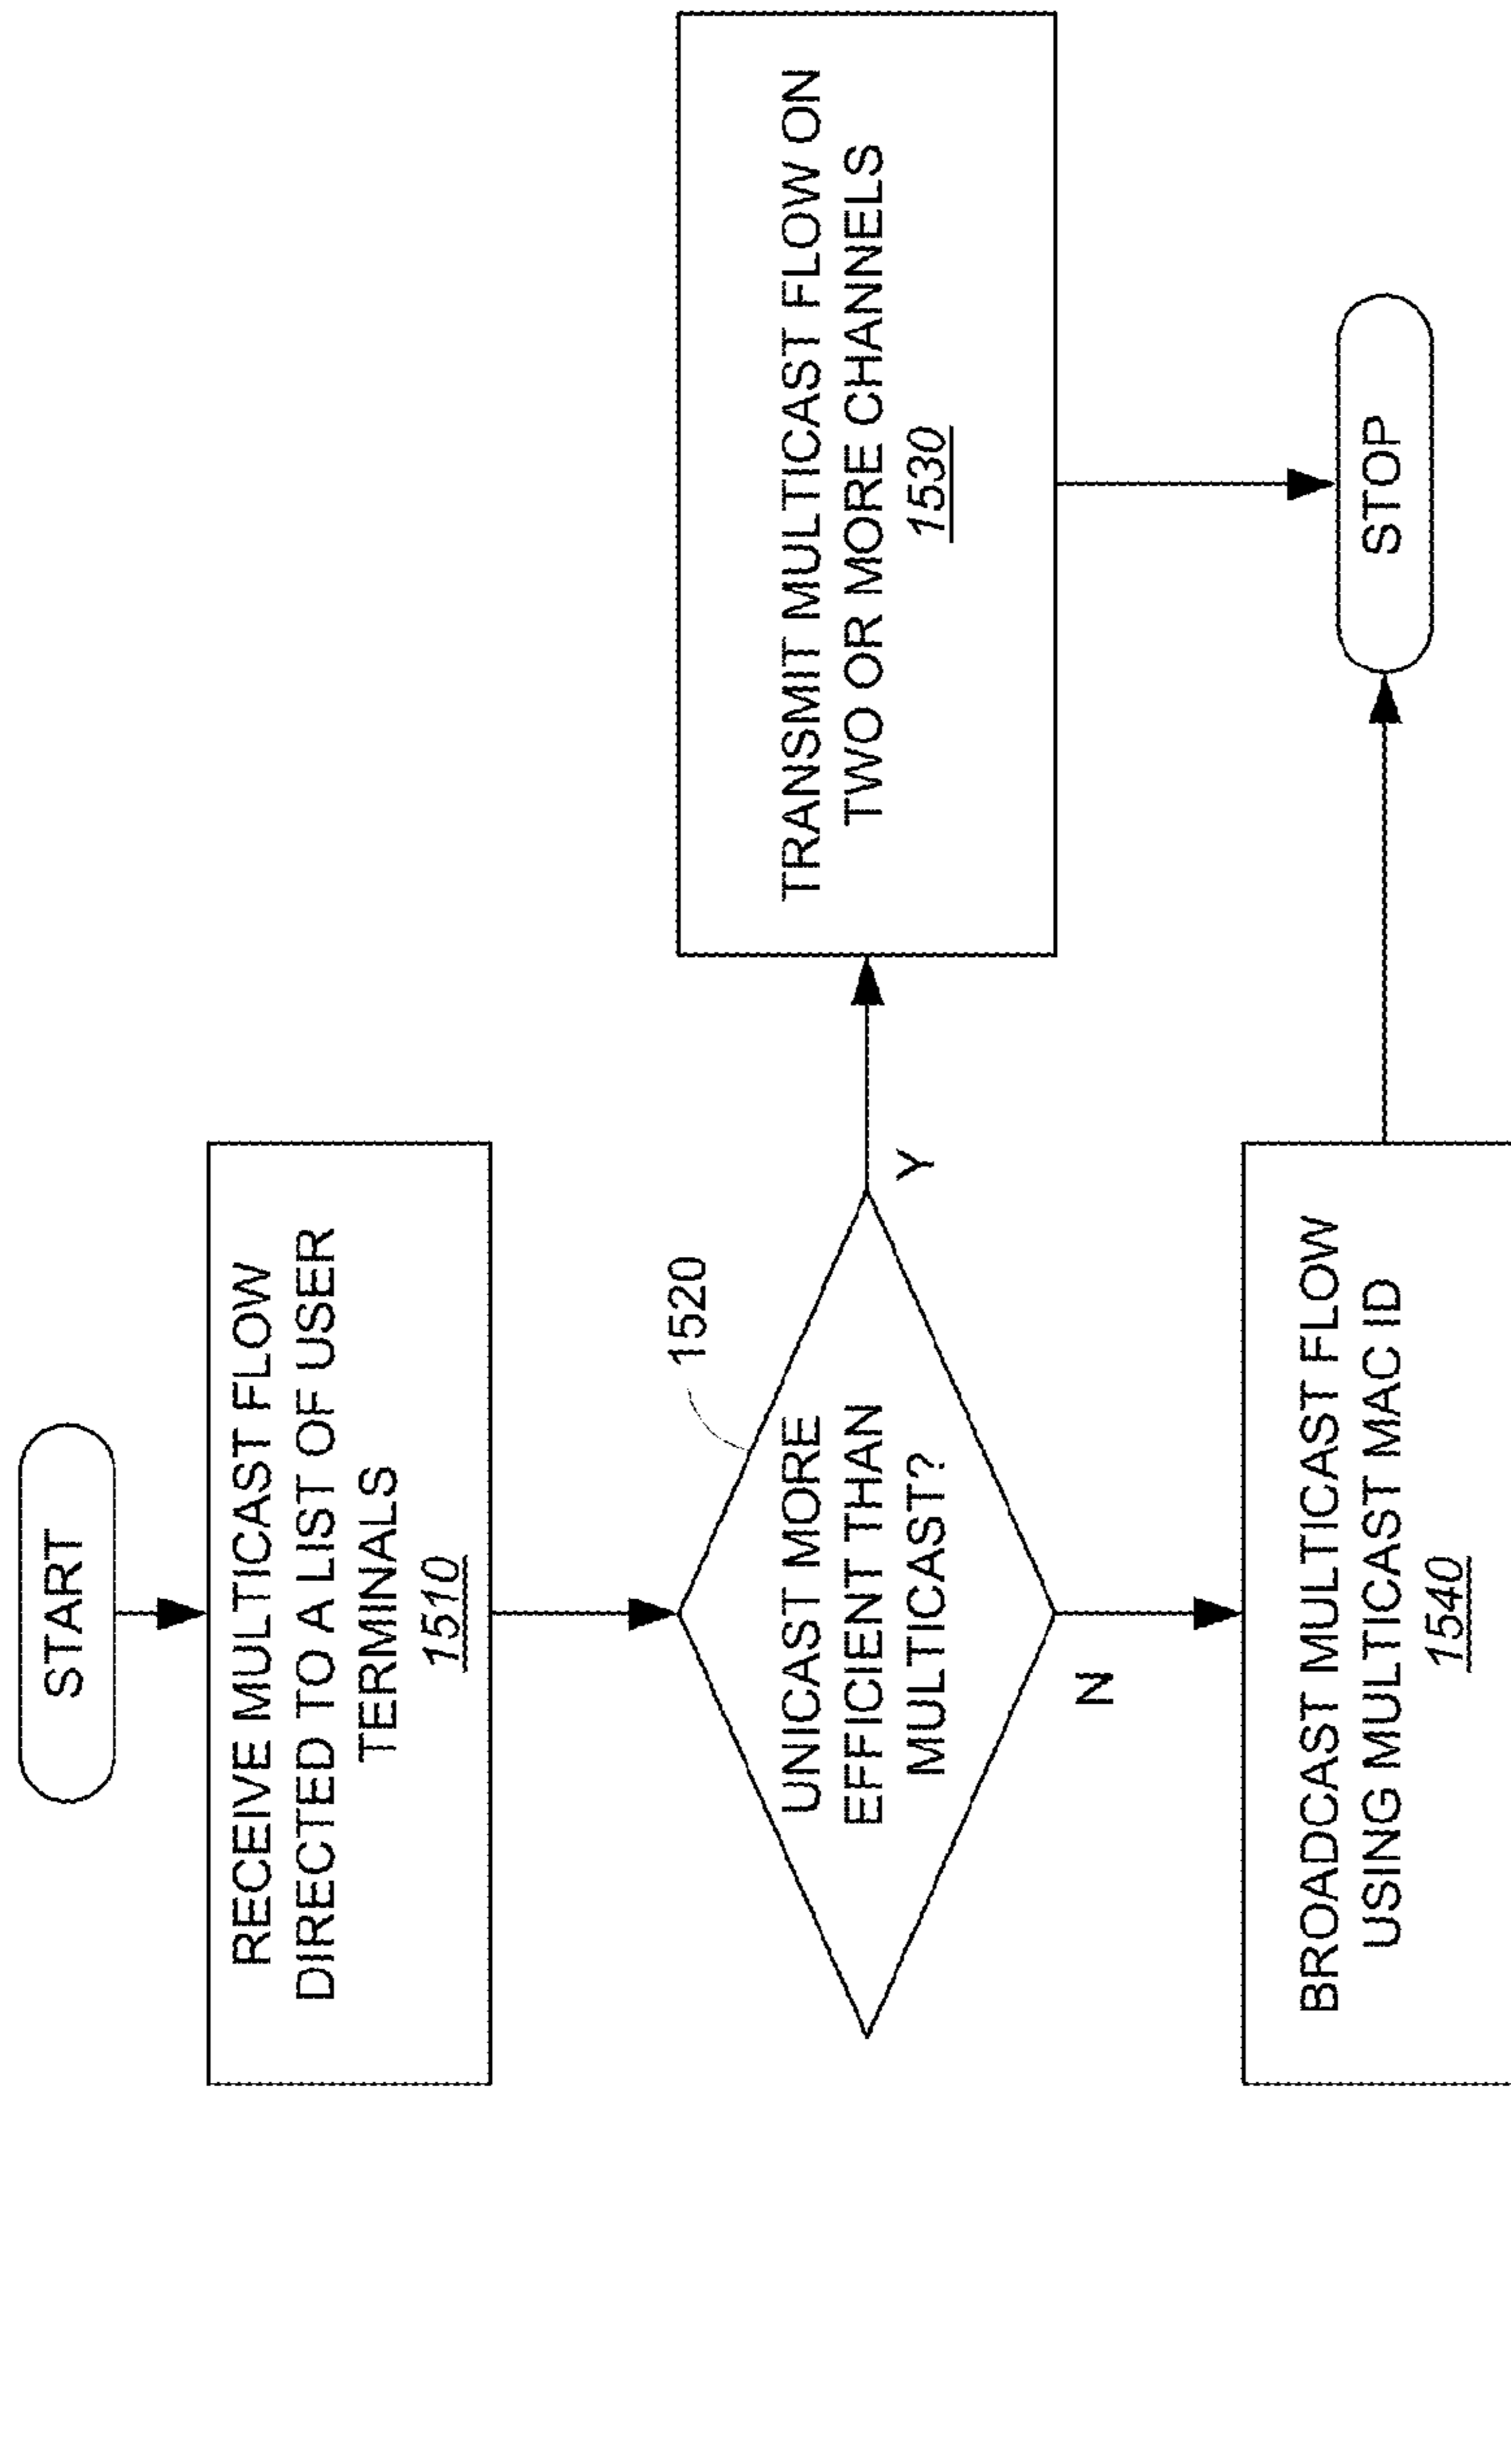 START
RECEIVE MULTICAST FLOW
DIRECTED TO A LIST OF USER
TERMINALS
1510
1520
UNICAST MORE
EFFICIENT THAN
MULTICAST?
Y
TRANSMIT MULTICAST FLOW ON
TWO OR MORE CHANNELS
1530
N
BROADCAST MULTICAST FLOW
USING MULTICAST MAC ID
1540
STOP